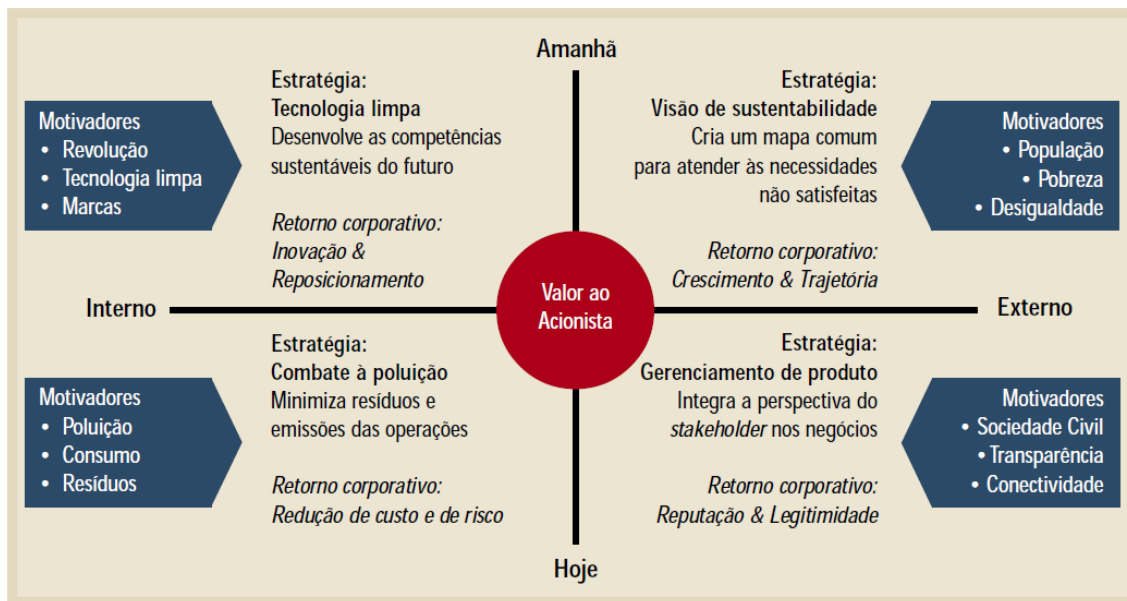 Amanhã
Motivadores
• Revolução
• Tecnologia limpa
• Marcas
Estratégia:
Tecnologia limpa
Desenvolve as competências
sustentáveis do futuro
Retorno corporativo:
Inovação &
Reposicionamento
Estratégia:
Visão de sustentabilidade
Cria um mapa comum
para atender às necessidades
não satisfeitas
Retorno corporativo:
Crescimento & Trajetória
Motivadores
• População
• Pobreza
• Desigualdade
Interno
Valor ao
Acionista
Externo
Motivadores
• Poluição
• Consumo
• Resíduos
Estratégia:
Combate à poluição
Minimiza resíduos e
emissões das operações
Retorno corporativo:
Redução de custo e de risco
Estratégia:
Gerenciamento de produto
Integra a perspectiva do
stakeholder nos negócios
Retorno corporativo:
Reputação & Legitimidade
Motivadores
• Sociedade Civil
• Transparência
• Conectividade
Hoje